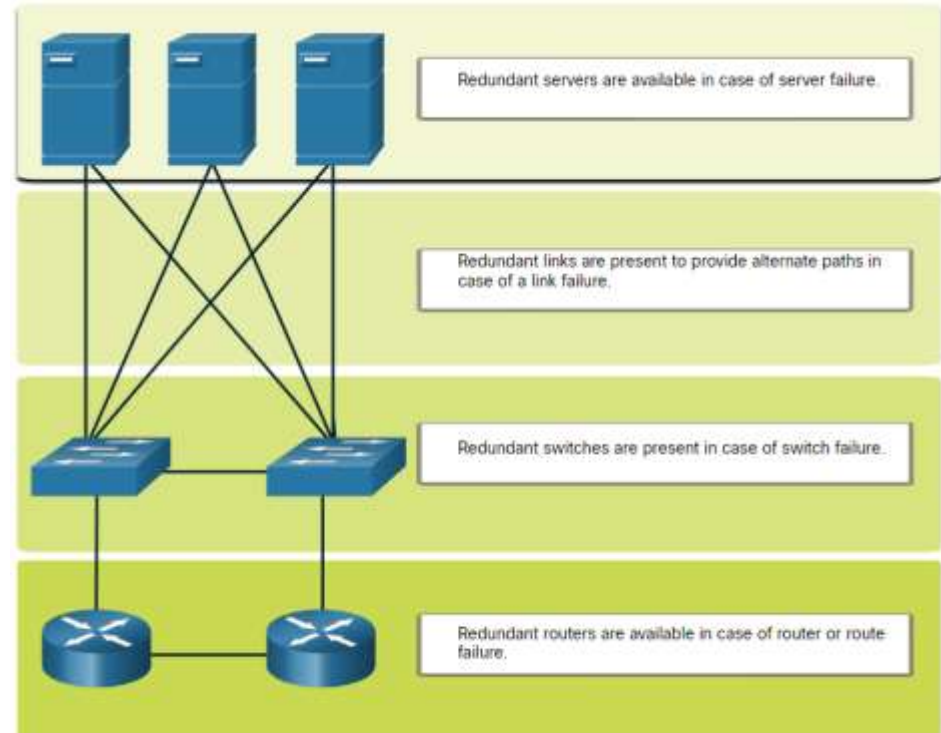 Redundant servers are available in case of server failure.
Redundant links are present to provide alternate paths in
case of a link failure.
Redundant switches are present in case of switch failure.
Redundant routers are available in case of router or route
failure.